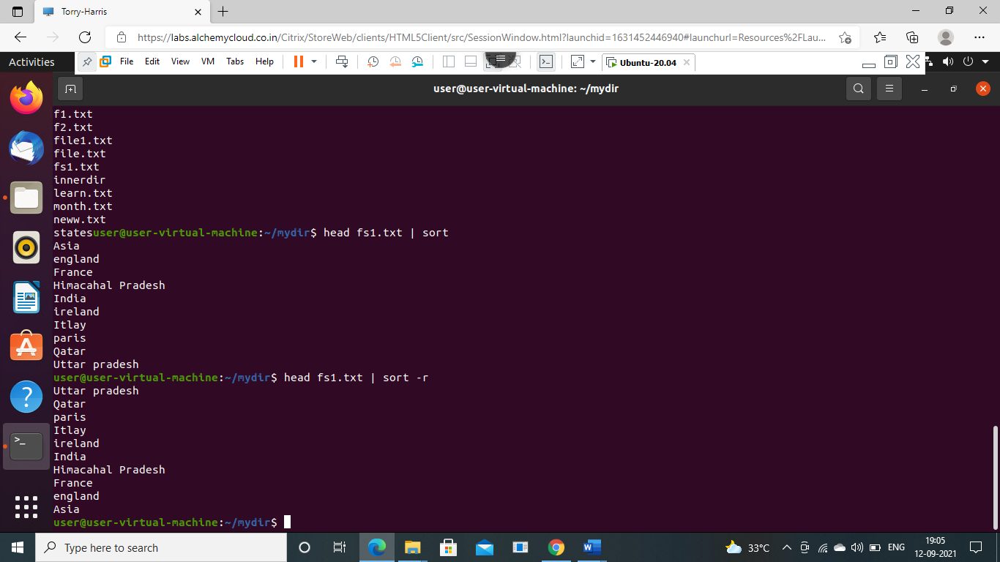 Torry-Harris
https://labs.alchemycloud.co.in/Citrix/StoreWeb/clients/HTML5Client/src/SessionWindow.html?launchid=1631452446940#launchurl=Resources%2FLau...
Activities
File Edit View VM Tabs Help
Ubuntu-20.04
user@user-virtual-machine: ~/mydir
f1.txt
f2.txt
file1.txt
file.txt
fs1.txt
innerdir
learn.txt
month.txt
neww.txt
statesuser@user-virtual-machine:~/mydir$ head fs1.txt | sort
Asia
england
France
Himacahal Pradesh
India
ireland
Itlay
paris
Qatar
Uttar pradesh
user@user-virtual-machine:~/mydir$ head fs1.txt | sort -r
Uttar pradesh
Qatar
paris
Itlay
ireland
India
Himacahal Pradesh
France
england
Asia
user@user-virtual-machine:~/mydir$
Type here to search
33°C
ENG
19:05
12-09-2021